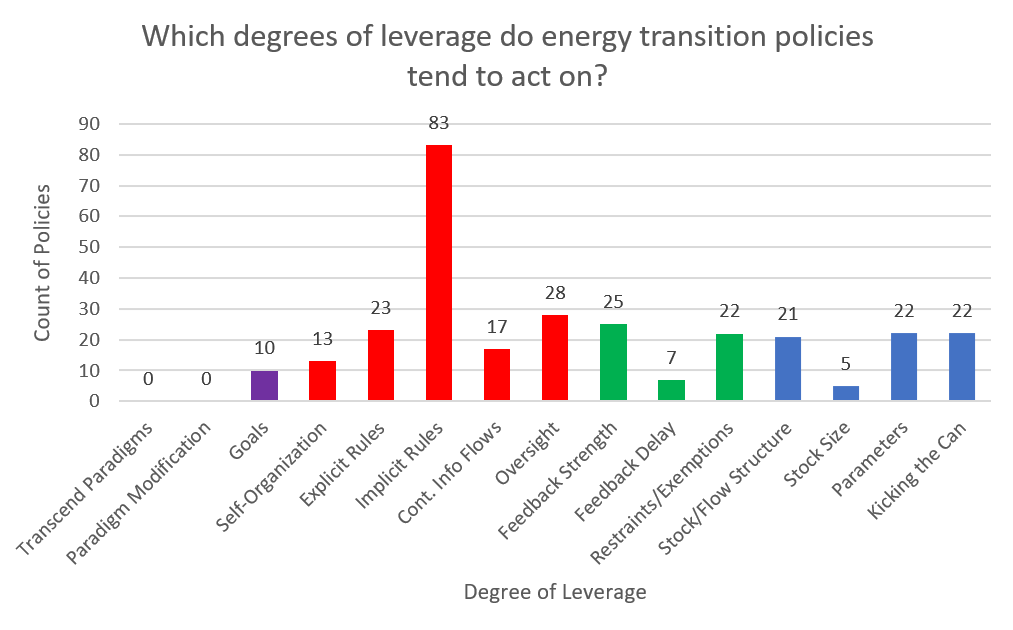 Which degrees of leverage do energy transition policies
tend to act on?
Count of Policies
90
80
70
60
50
40
30
20
10
0
0
0
10
13
23
83
17
28
25
7
22
21
5
22
22
Transcend Paradigms
Paradigm Modification
Goals
Self-Organization
Explicit Rules
Implicit Rules
Cont. Info Flows
Oversight
Feedback Strength
Feedback Delay
Restraints/Exemptions
Stock/Flow Structure
Stock Size
Parameters
Kicking the Can
Degree of Leverage